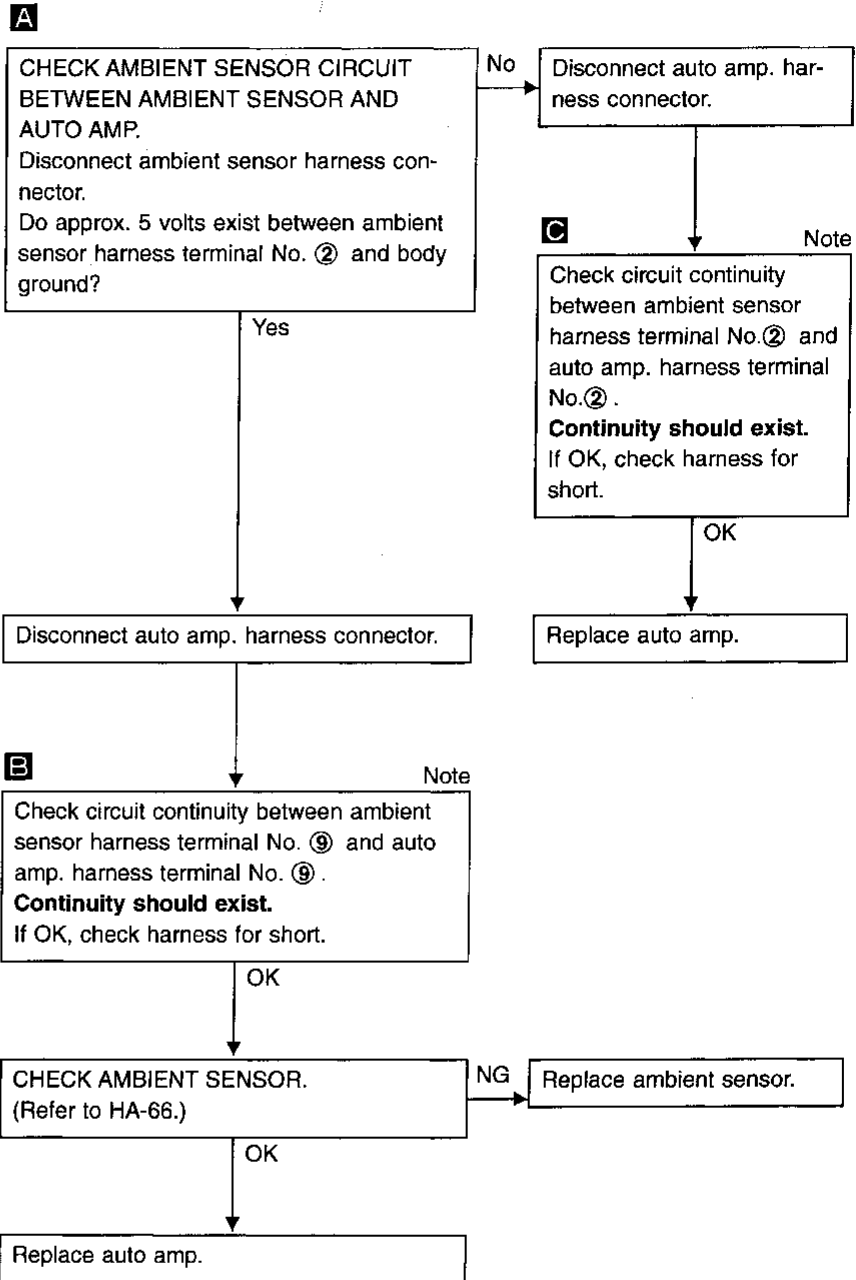 A
CHECK AMBIENT SENSOR CIRCUIT
BETWEEN AMBIENT SENSOR AND
AUTO AMP.
Disconnect ambient sensor harness con-
nector.
Do approx. 5 volts exist between ambient
sensor harness terminal No. ② and body
ground?
No
Disconnect auto amp. har-
ness connector.
Yes
C
Note
Check circuit continuity
between ambient sensor
harness terminal No.② and
auto amp. harness terminal
No.② .
Continuity should exist.
If OK, check harness for
short.
OK
Replace auto amp.
Disconnect auto amp. harness connector.
B
Note
Check circuit continuity between ambient
sensor harness terminal No. ⑨ and auto
amp. harness terminal No. ⑨ .
Continuity should exist.
If OK, check harness for short.
OK
CHECK AMBIENT SENSOR.
(Refer to HA-66.)
NG
Replace ambient sensor.
OK
Replace auto amp.